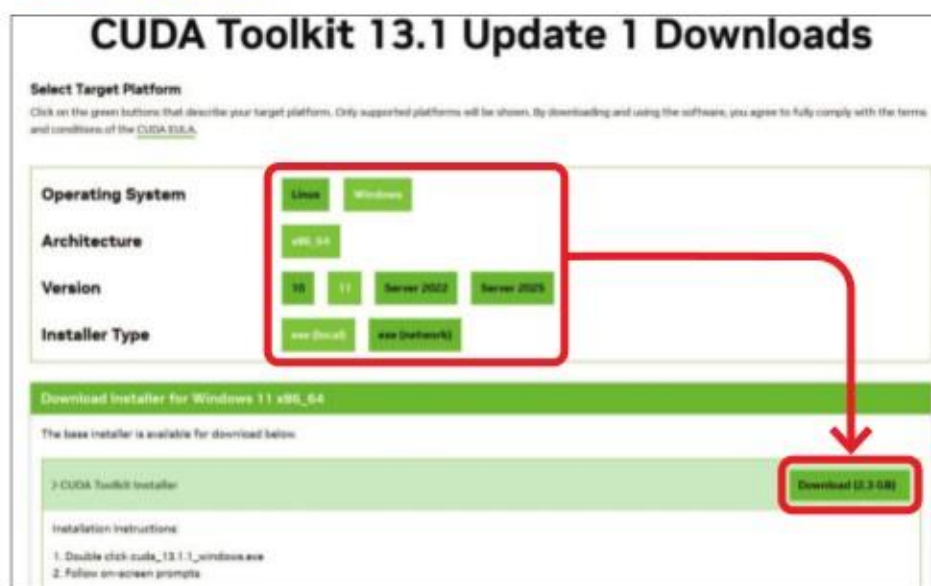 CUDA Toolkit 13.1 Update 1 Downloads
Select Target Platform
Click on the green buttons that describe your target platform. Only supported platforms will be shown. By downloading and using the software, you agree to fully comply with the terms
and conditions of the CUDA EULA.
Operating System Linux Windows
Architecture x86_64
Version 10 11 Server 2022 Server 2025
Installer Type exe (local) exe (network)
Download Installer for Windows 11 x86_64
The base installer is available for download below.
> CUDA Toolkit Installer Download (2.3 GB)
Installation Instructions:
1. Double click cuda_13.1.1_windows.exe
2. Follow on-screen prompts